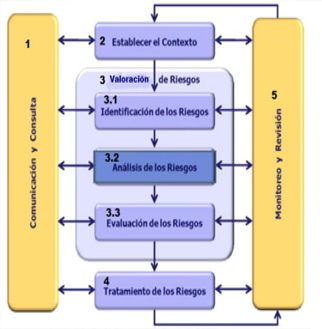 1
Comunicación y Consulta
2 Establecer el Contexto
3 Valoración de Riesgos
3.1
Identificación de los Riesgos
3.2
Análisis de los Riesgos
3.3
Evaluación de los Riesgos
4
Tratamiento de los Riesgos
5
Monitoreo y Revisión